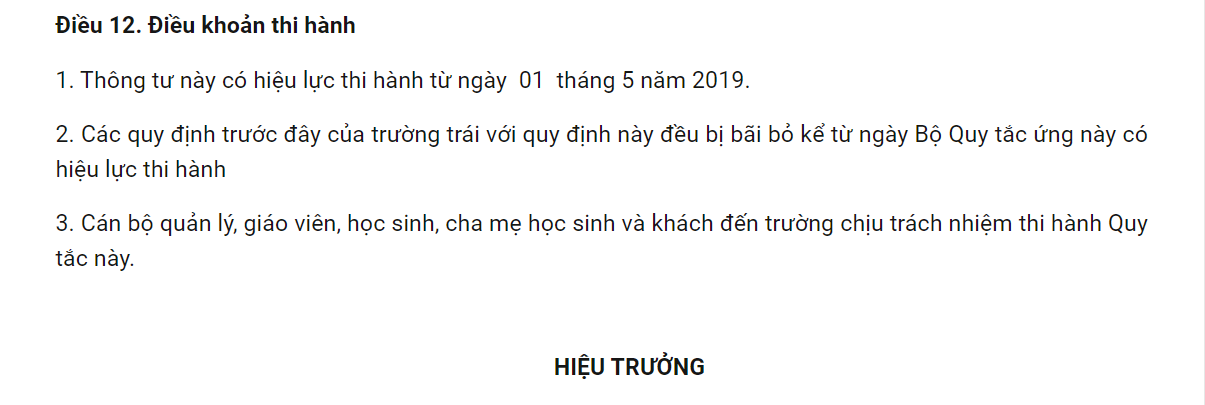 Điều 12. Điều khoản thi hành
1. Thông tư này có hiệu lực thi hành từ ngày  01  tháng 5 năm 2019.
2. Các quy định trước đây của trường trái với quy định này đều bị bãi bỏ kể từ ngày Bộ Quy tắc ứng này có
hiệu lực thi hành
3. Cán bộ quản lý, giáo viên, học sinh, cha mẹ học sinh và khách đến trường chịu trách nhiệm thi hành Quy
tắc này.
HIỆU TRƯỞNG